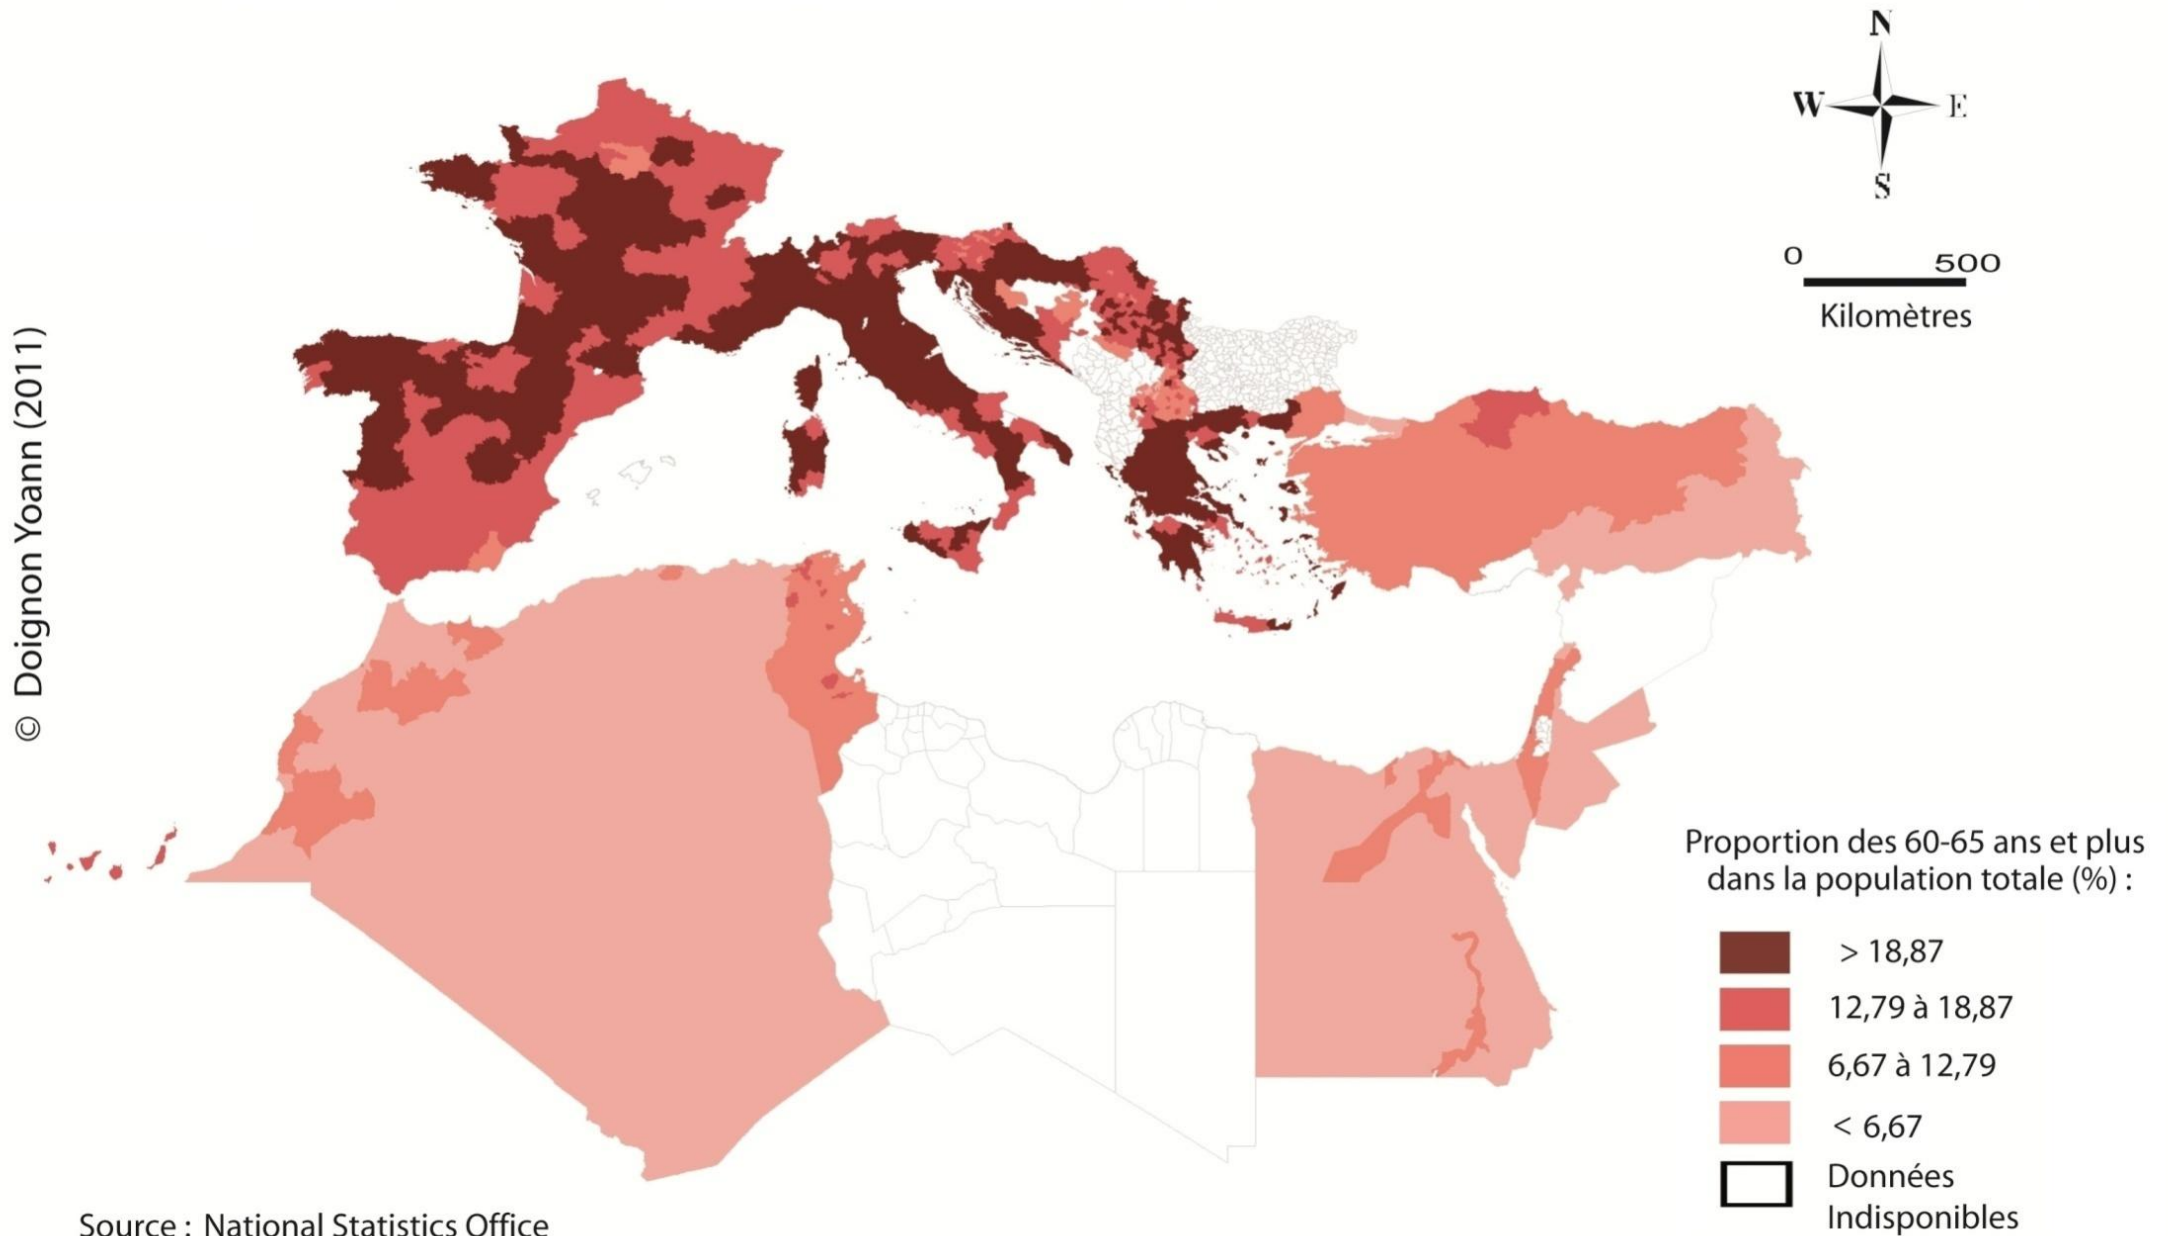 N
W E
S
0 500
Kilomètres
© Doignon Yoann (2011)
Proportion des 60-65 ans et plus
dans la population totale (%) :
> 18,87
12,79 à 18,87
6,67 à 12,79
< 6,67
Données
Indisponibles
Source : National Statistics Office